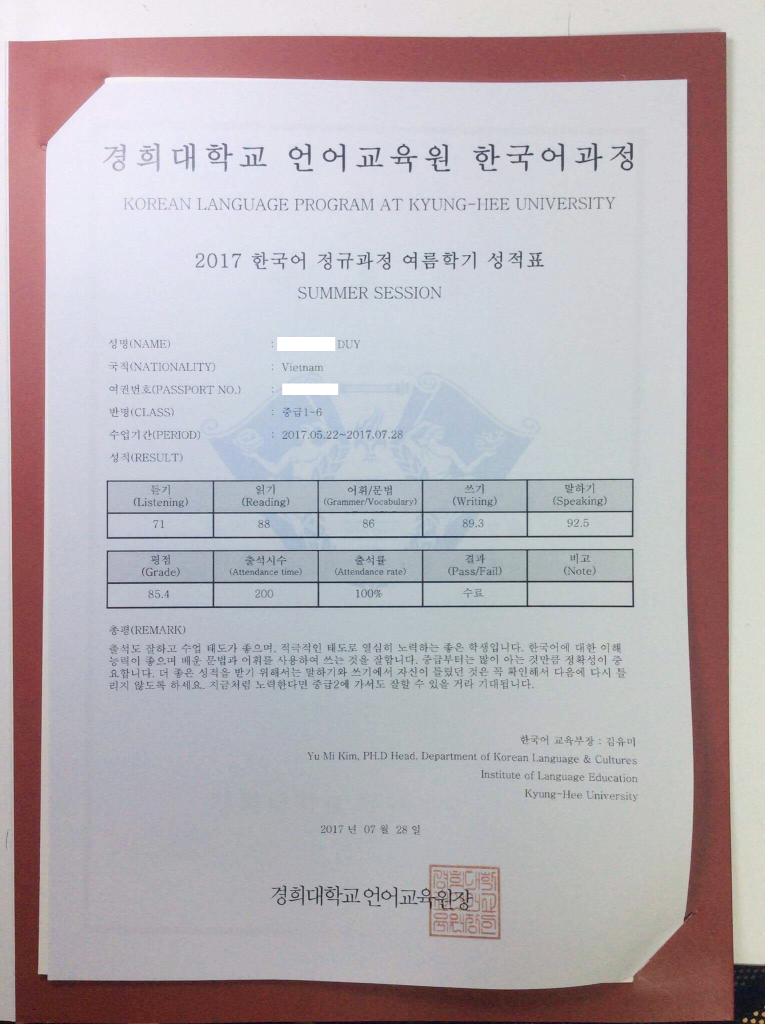 경희대학교 언어교육원 한국어과정
KOREAN LANGUAGE PROGRAM AT KYUNG-HEE UNIVERSITY
2017 한국어 정규과정 여름학기 성적표
SUMMER SESSION
성명(NAME) : DUY
국적(NATIONALITY) : Vietnam
여권번호(PASSPORT NO.) :
반명(CLASS) : 중급1-6
수업기간(PERIOD) : 2017.05.22~2017.07.28
성적(RESULT)
듣기 읽기 어휘/문법 쓰기 말하기
(Listening) (Reading) (Grammer/Vocabulary) (Writing) (Speaking)
71 88 86 89.3 92.5
평점 출석시수 출석률 결과 비고
(Grade) (Attendance time) (Attendance rate) (Pass/Fail) (Note)
85.4 200 100% 수료
총평(REMARK)
출석도 잘하고 수업 태도가 좋으며, 적극적인 태도로 열심히 노력하는 좋은 학생입니다. 한국어에 대한 이해
능력이 좋으며 배운 문법과 어휘를 사용하여 쓰는 것을 잘합니다. 중급부터는 많이 아는 것만큼 정확성이 중
요합니다. 더 좋은 성적을 받기 위해서는 말하기와 쓰기에서 자신이 틀렸던 것은 꼭 확인해서 다음에 다시 틀
리지 않도록 하세요. 지금처럼 노력한다면 중급2에 가서도 잘할 수 있을 거라 기대됩니다.
한국어 교육부장 : 김유미
Yu Mi Kim, PH.D Head, Department of Korean Language & Cultures
Institute of Language Education
Kyung-Hee University
2017 년 07 월 28 일
경희대학교 언어교육원장